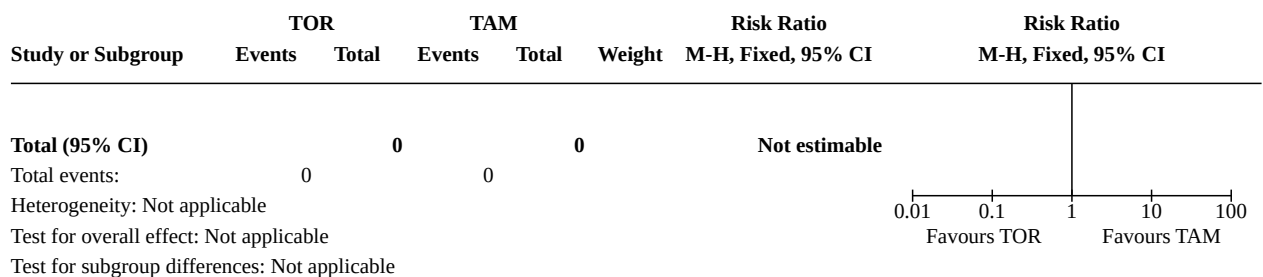 TOR TAM Risk Ratio Risk Ratio
Study or Subgroup Events Total Events Total Weight M-H, Fixed, 95% CI M-H, Fixed, 95% CI
Total (95% CI) 0 0 Not estimable
Total events: 0 0
Heterogeneity: Not applicable
0.01 0.1 1 10 100
Test for overall effect: Not applicable Favours TOR Favours TAM
Test for subgroup differences: Not applicable